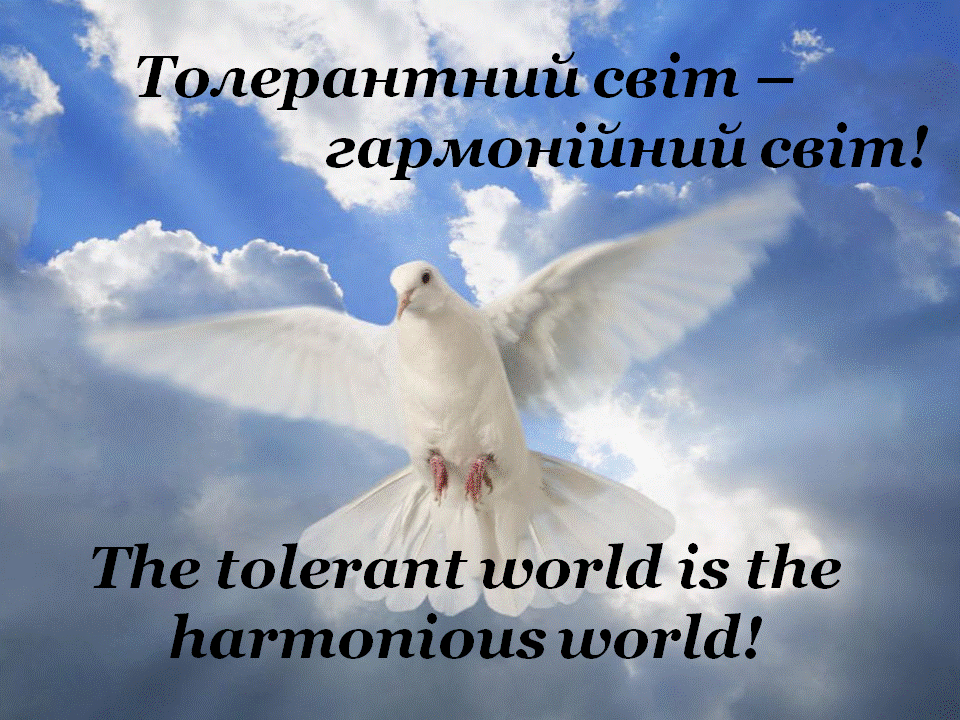 Толерантний світ –
гармонійний світ!
The tolerant world is the
harmonious world!